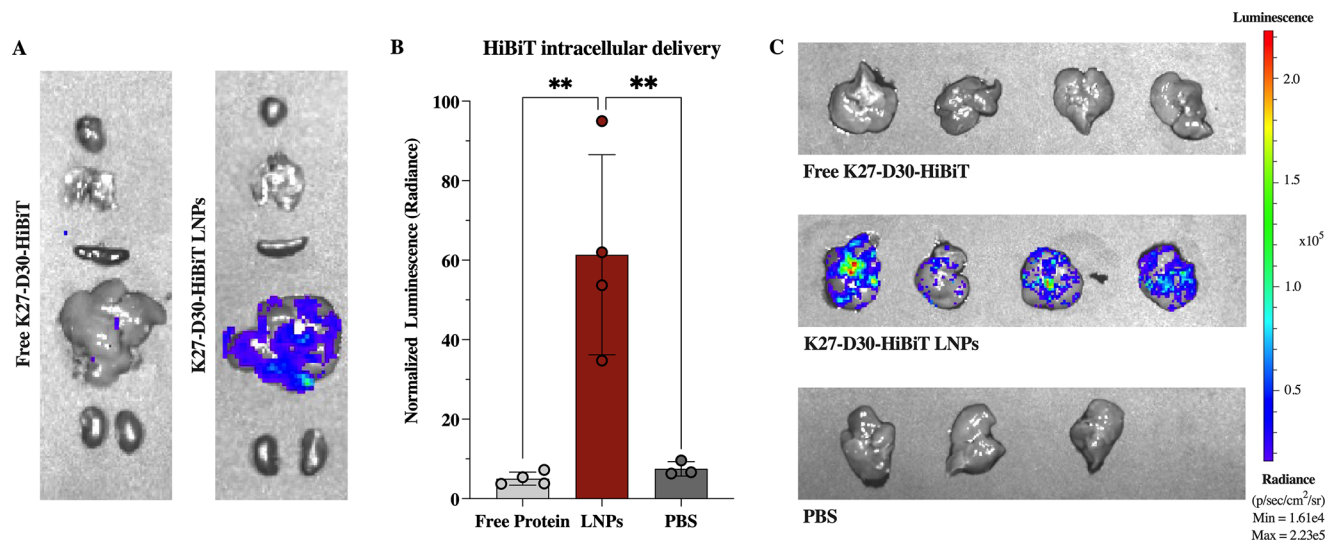 A
Free K27-D30-HiBiT
K27-D30-HiBiT LNPs
B
HiBiT intracellular delivery
** **
Normalized Luminescence (Radiance)
100
80
60
40
20
0
Free Protein LNPs PBS
C
Free K27-D30-HiBiT
K27-D30-HiBiT LNPs
PBS
Luminescence
2.0
1.5
x10⁵
1.0
0.5
Radiance
(p/sec/cm²/sr)
Min = 1.61e4
Max = 2.23e5